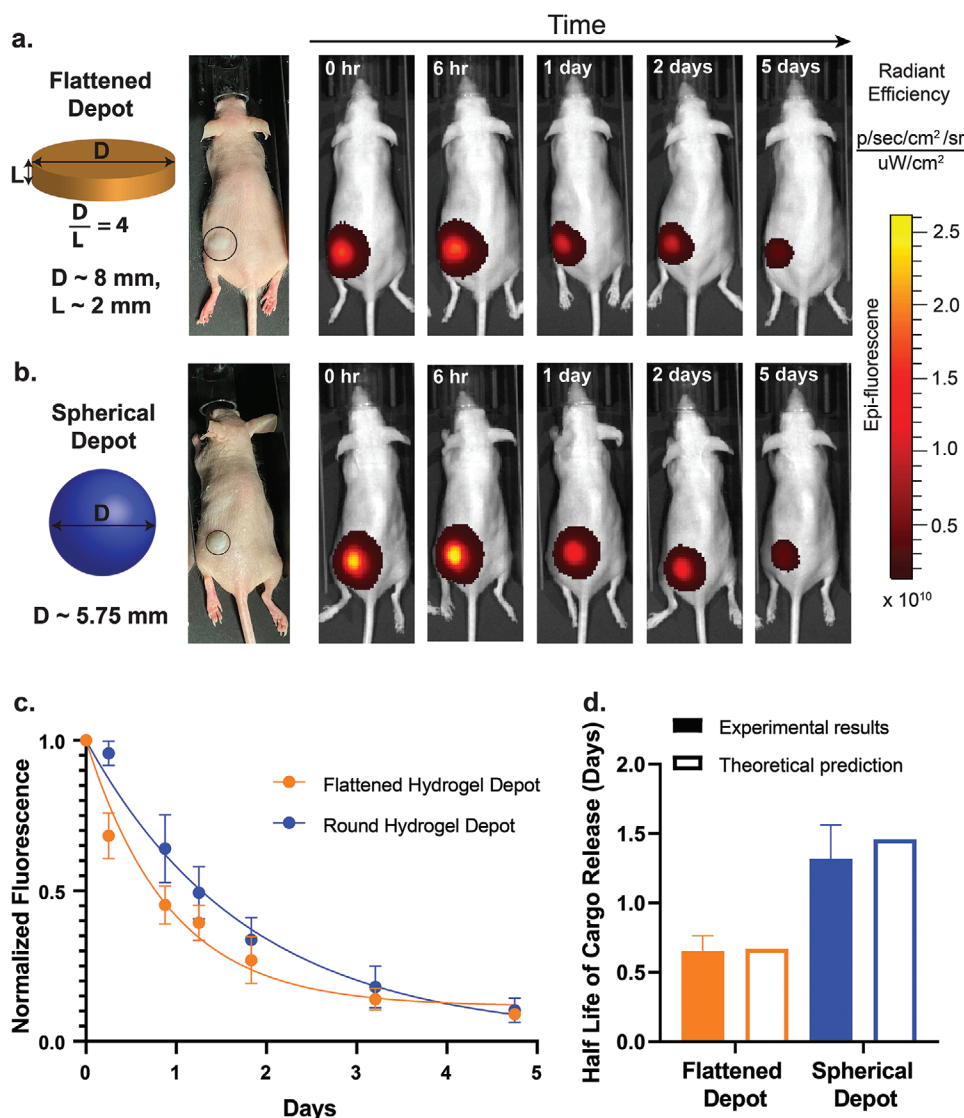 a.
Time
Flattened
Depot
D
L
D
L
= 4
D ~ 8 mm,
L ~ 2 mm
0 hr
6 hr
1 day
2 days
5 days
Radiant
Efficiency
p/sec/cm²/sr
uW/cm²
b.
Spherical
Depot
D
D ~ 5.75 mm
0 hr
6 hr
1 day
2 days
5 days
Epi-fluorescene
2.5
2.0
1.5
1.0
0.5
x 10¹⁰
c.
Normalized Fluorescence
1.0
0.5
0.0
0
1
2
3
4
5
Days
Flattened Hydrogel Depot
Round Hydrogel Depot
d.
Half Life of Cargo Release (Days)
Experimental results
Theoretical prediction
2.0
1.5
1.0
0.5
0.0
Flattened
Depot
Spherical
Depot